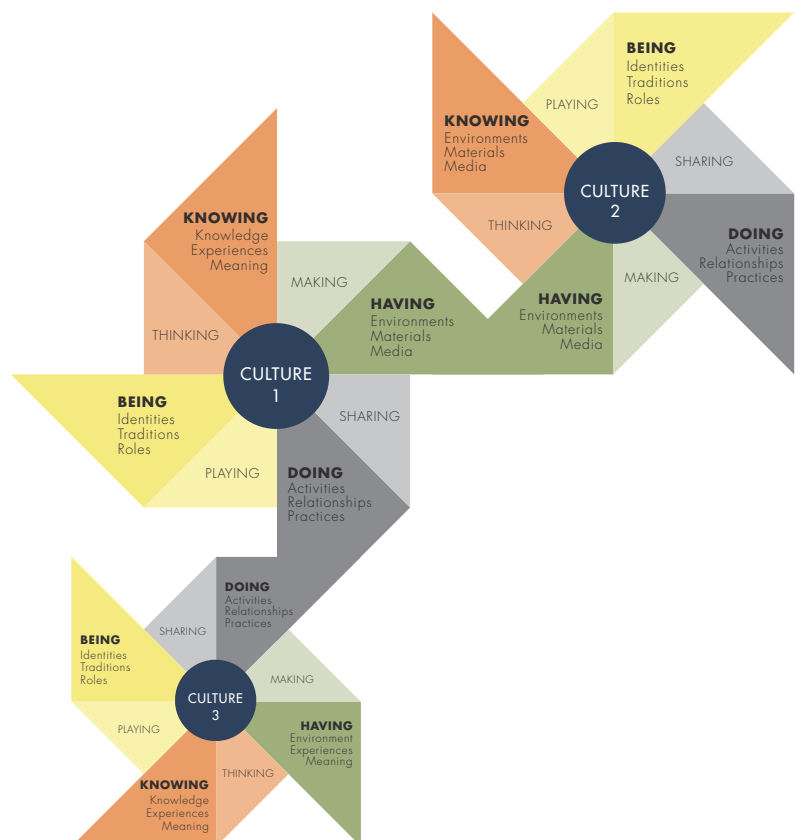 BEING
Identities
Traditions
Roles
PLAYING
KNOWING
Environments
Materials
Media
SHARING
CULTURE
2
THINKING
DOING
Activities
Relationships
Practices
MAKING
HAVING
Environments
Materials
Media
KNOWING
Knowledge
Experiences
Meaning
MAKING
HAVING
Environments
Materials
Media
THINKING
CULTURE
1
BEING
Identities
Traditions
Roles
SHARING
PLAYING
DOING
Activities
Relationships
Practices
DOING
Activities
Relationships
Practices
SHARING
BEING
Identities
Traditions
Roles
MAKING
CULTURE
3
PLAYING
HAVING
Environment
Experiences
Meaning
THINKING
KNOWING
Knowledge
Experiences
Meaning